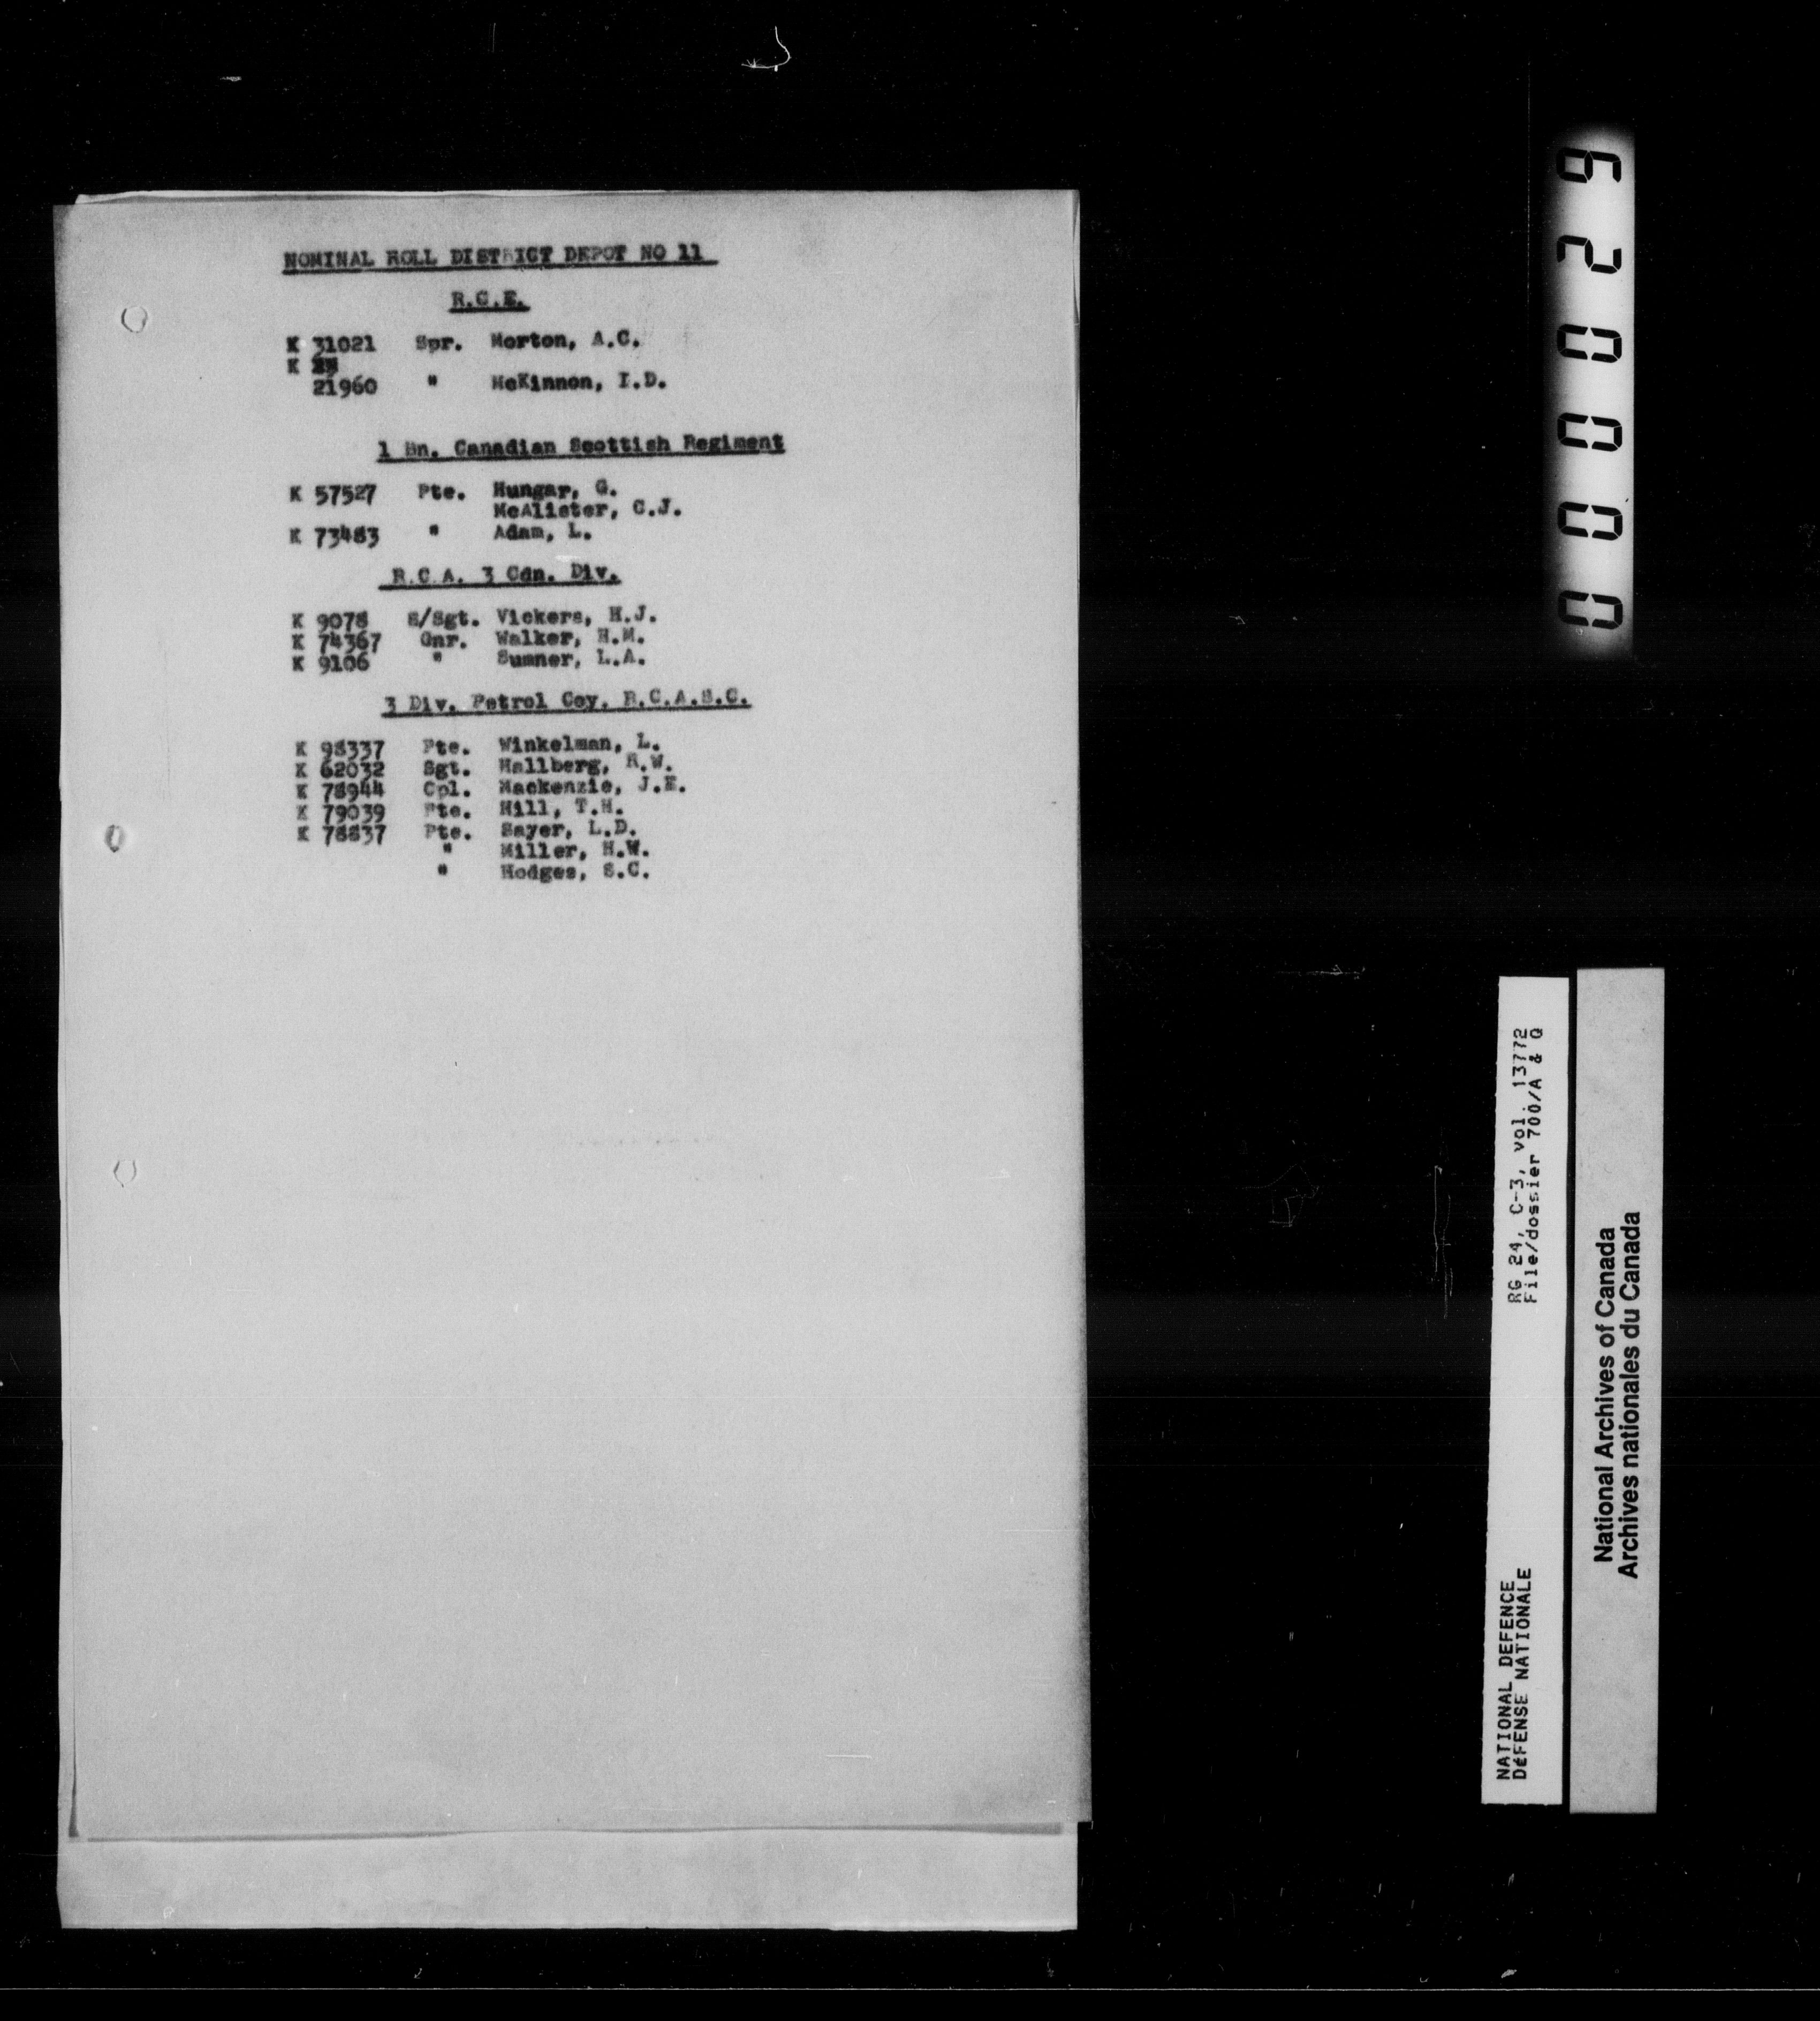 NOMINAL ROLL DISTRICT DEPOT NO 11
R.C.E.
K 31021 Spr. Morton, A.C.
K
21960 " McKinnon, I.D.
1 Bn. Canadian Scottish Regiment
K 57527 Pte. Hungar, G.
McAlister, C.J.
K 73483 " Adam, L.
R.C.A. 3 Cdn. Div.
K 9078 S/Sgt. Vickers, H.J.
K 74367 Gnr. Walker, H.M.
K 9106 " Sumner, L.A.
3 Div. Petrol Coy. R.C.A.S.C.
K 98337 Pte. Winkelman, L.
K 62032 Sgt. Hallberg, R.W.
K 78944 Cpl. Mackenzie, J.E.
K 79039 Pte. Hill, T.H.
K 78837 Pte. Sayer, L.D.
" Miller, H.W.
" Hodges, S.C.
000029
RG 24, C-3, vol. 13772
File/dossier 700/A & Q
NATIONAL DEFENCE
DéFENSE NATIONALE
National Archives of Canada
Archives nationales du Canada